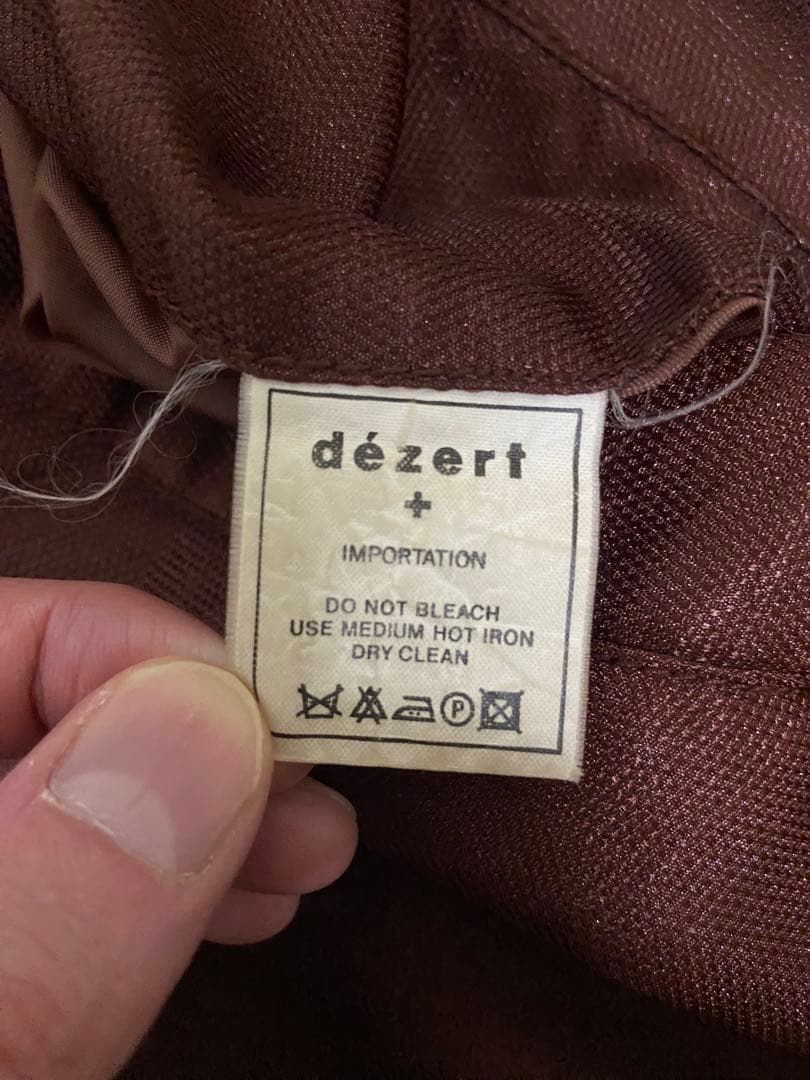 dézert
+
IMPORTATION
DO NOT BLEACH
USE MEDIUM HOT IRON
DRY CLEAN
P